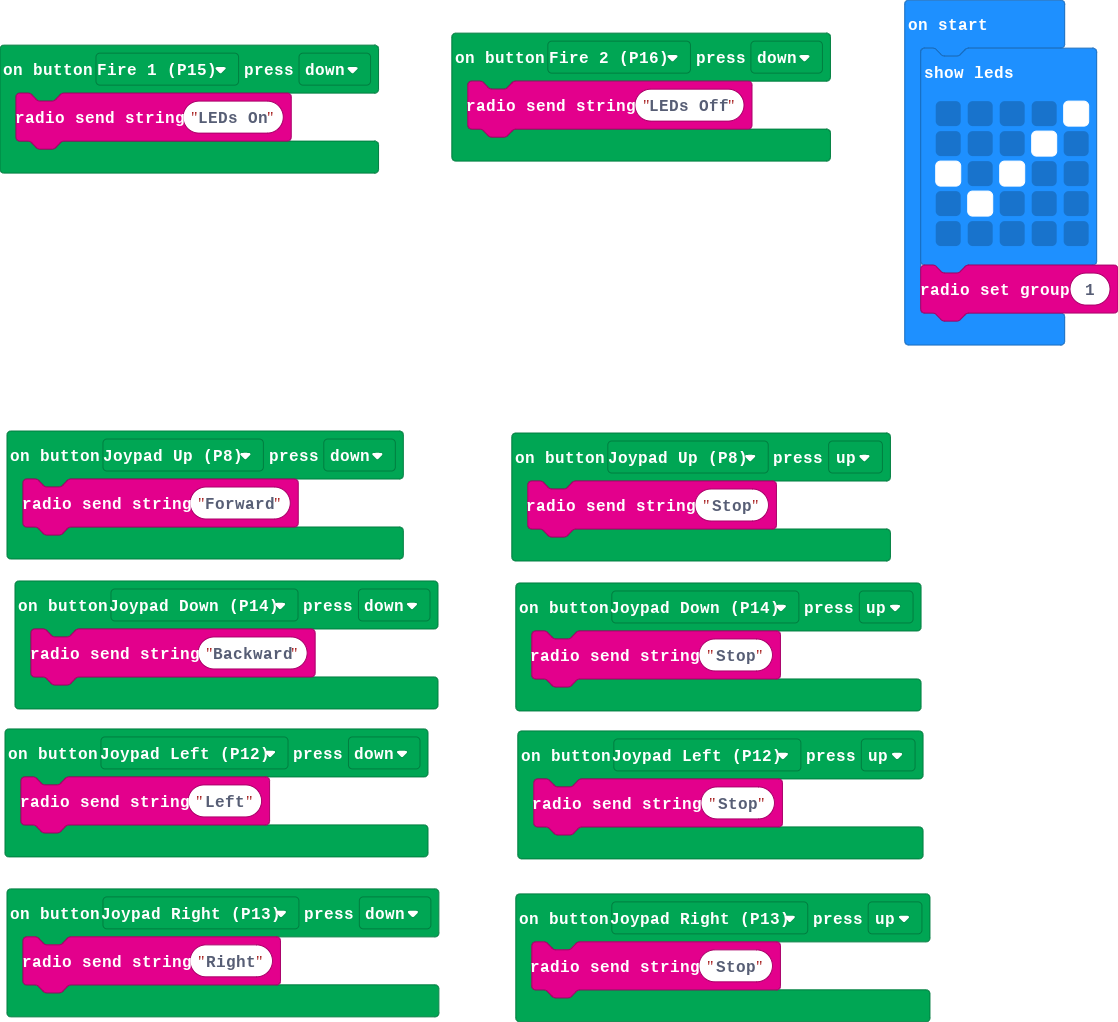 on button Fire 1 (P15) press down
radio send string "LEDs On"
on button Fire 2 (P16) press down
radio send string "LEDs Off"
on start
show leds
radio set group 1
on button Joypad Up (P8) press down
radio send string "Forward"
on button Joypad Up (P8) press up
radio send string "Stop"
on button Joypad Down (P14) press down
radio send string "Backward"
on button Joypad Down (P14) press up
radio send string "Stop"
on button Joypad Left (P12) press down
radio send string "Left"
on button Joypad Left (P12) press up
radio send string "Stop"
on button Joypad Right (P13) press down
radio send string "Right"
on button Joypad Right (P13) press up
radio send string "Stop"